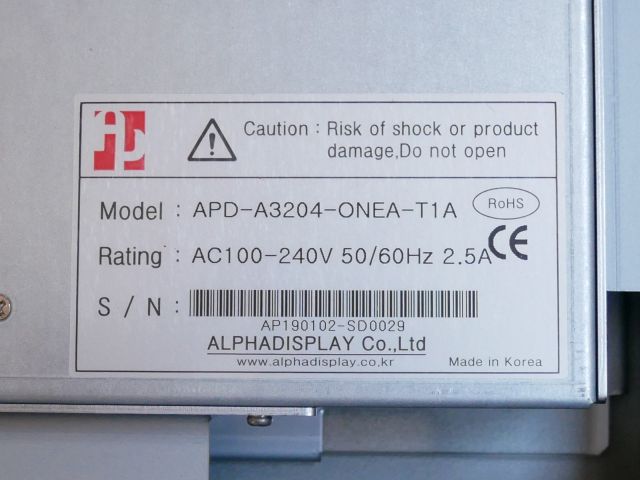 Caution : Risk of shock or product
damage,Do not open
Model : APD-A3204-ONEA-T1A
RoHS
Rating : AC100-240V 50/60Hz 2.5A
CE
S / N :
AP190102-SD0029
ALPHADISPLAY Co.,Ltd
www.alphadisplay.co.kr
Made in Korea